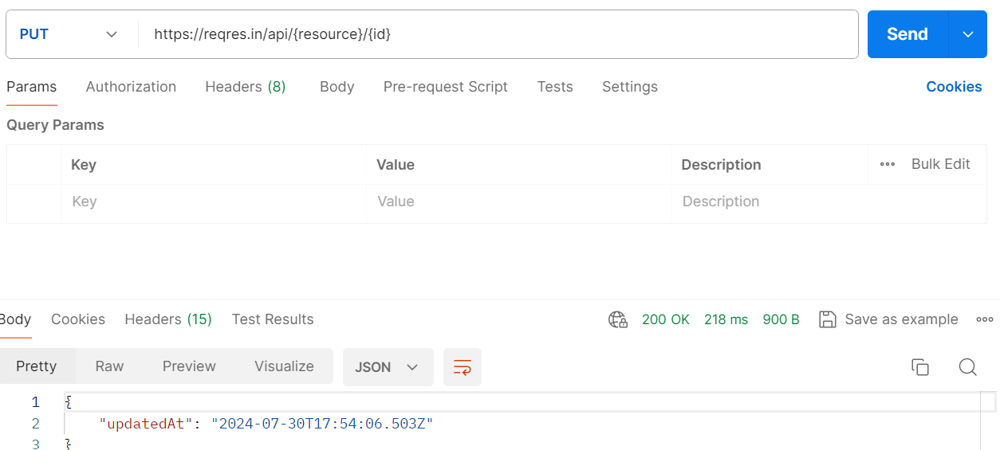 PUT https://reqres.in/api/{resource}/{id} Send
Params Authorization Headers (8) Body Pre-request Script Tests Settings Cookies
Query Params
Key Value Description ••• Bulk Edit
Key Value Description
Body Cookies Headers (15) Test Results 200 OK 218 ms 900 B Save as example
Pretty Raw Preview Visualize JSON
1 {
2 "updatedAt": "2024-07-30T17:54:06.503Z"
3 }